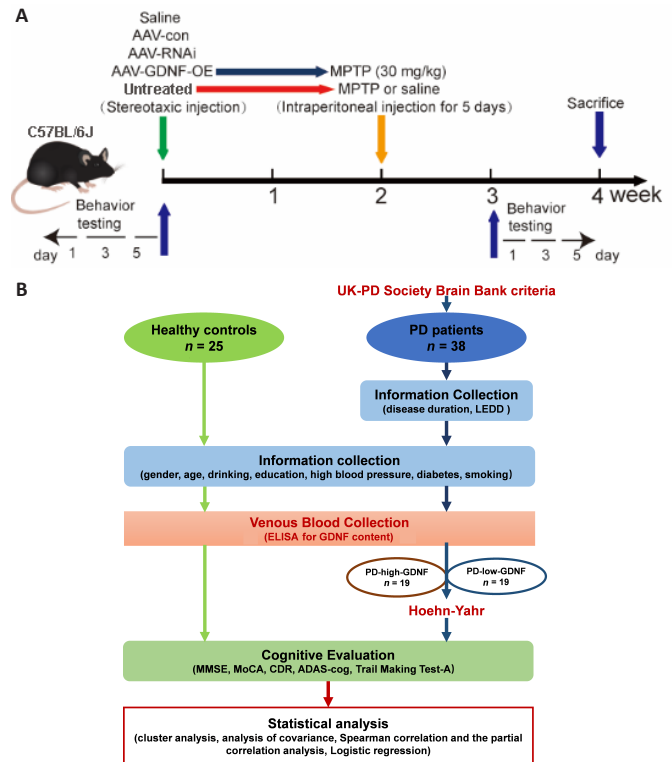 A
Saline
AAV-con
AAV-RNAi
AAV-GDNF-OE MPTP (30 mg/kg)
Untreated MPTP or saline
(Stereotaxic injection) (Intraperitoneal injection for 5 days)
Sacrifice
C57BL/6J
1 2 3 4 week
Behavior
testing
day 1 3 5
Behavior
testing
1 3 5 day
B
UK-PD Society Brain Bank criteria
Healthy controls
n = 25
PD patients
n = 38
Information Collection
(disease duration, LEDD )
Information collection
(gender, age, drinking, education, high blood pressure, diabetes, smoking)
Venous Blood Collection
(ELISA for GDNF content)
PD-high-GDNF
n = 19
PD-low-GDNF
n = 19
Hoehn-Yahr
Cognitive Evaluation
(MMSE, MoCA, CDR, ADAS-cog, Trail Making Test-A)
Statistical analysis
(cluster analysis, analysis of covariance, Spearman correlation and the partial
correlation analysis, Logistic regression)